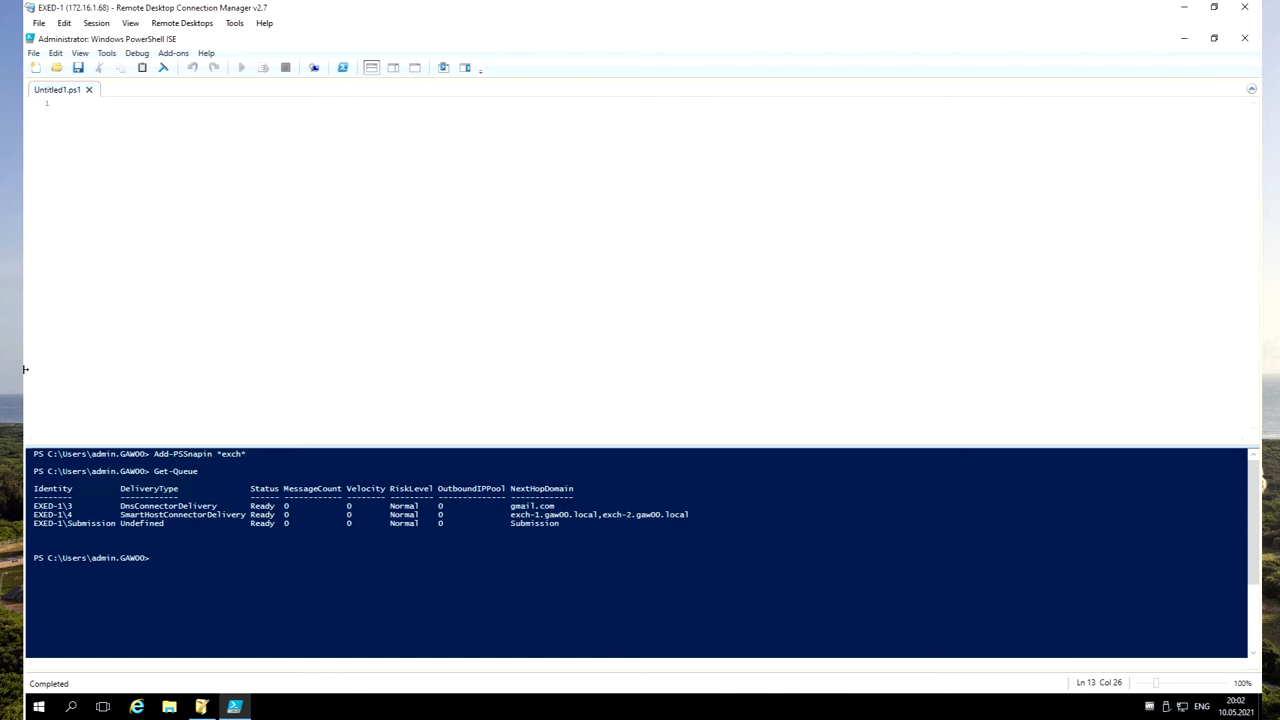 EXED-1 (172.16.1.68) - Remote Desktop Connection Manager v2.7
File Edit Session View Remote Desktops Tools Help
Administrator: Windows PowerShell ISE
File Edit View Tools Debug Add-ons Help
Untitled1.ps1
1
PS C:\Users\admin.GAW00> Add-PSSnapin *exch*
PS C:\Users\admin.GAW00> Get-Queue
Identity DeliveryType Status MessageCount Velocity RiskLevel OutboundIPPool NextHopDomain
-------- ------------ ------ ------------ -------- --------- -------------- -------------
EXED-1\3 DnsConnectorDelivery Ready 0 0 Normal 0 gmail.com
EXED-1\4 SmartHostConnectorDelivery Ready 0 0 Normal 0 exch-1.gaw00.local,exch-2.gaw00.local
EXED-1\Submission Undefined Ready 0 0 Normal 0 Submission
PS C:\Users\admin.GAW00>
Completed Ln 13 Col 26 100%
ENG 20:02
10.05.2021